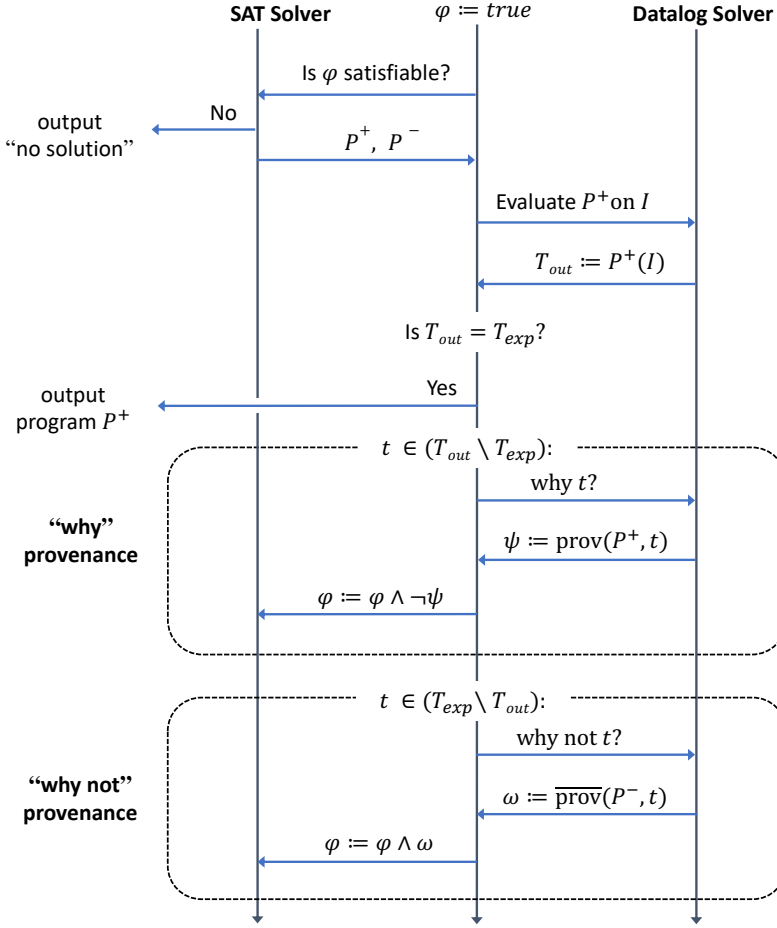 SAT Solver
φ ≔ true
Datalog Solver
Is φ satisfiable?
No
output
“no solution”
P⁺, P⁻
Evaluate P⁺ on I
T_out ≔ P⁺(I)
Is T_out = T_exp?
Yes
output
program P⁺
t ∈ (T_out \ T_exp):
why t?
“why”
provenance
ψ ≔ prov(P⁺, t)
φ ≔ φ ∧ ¬ψ
t ∈ (T_exp \ T_out):
why not t?
“why not”
provenance
ω ≔ p̅r̅o̅v̅(P⁻, t)
φ ≔ φ ∧ ω